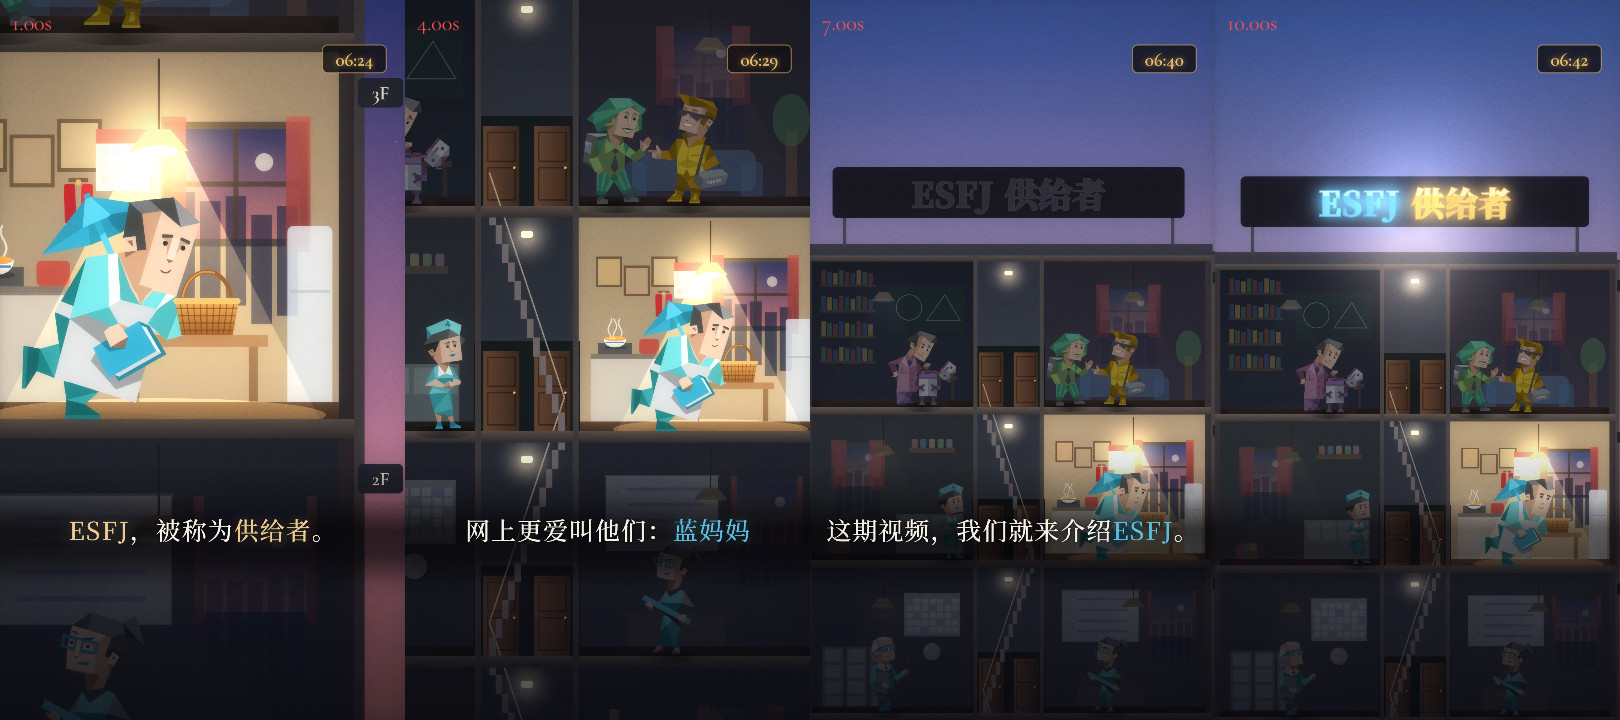 1.00s
06:24
3F
2F
ESFJ，被称为供给者。
4.00s
06:29
网上更爱叫他们：蓝妈妈
7.00s
06:40
ESFJ 供给者
这期视频，我们就来介绍ESFJ。
10.00s
06:42
ESFJ 供给者